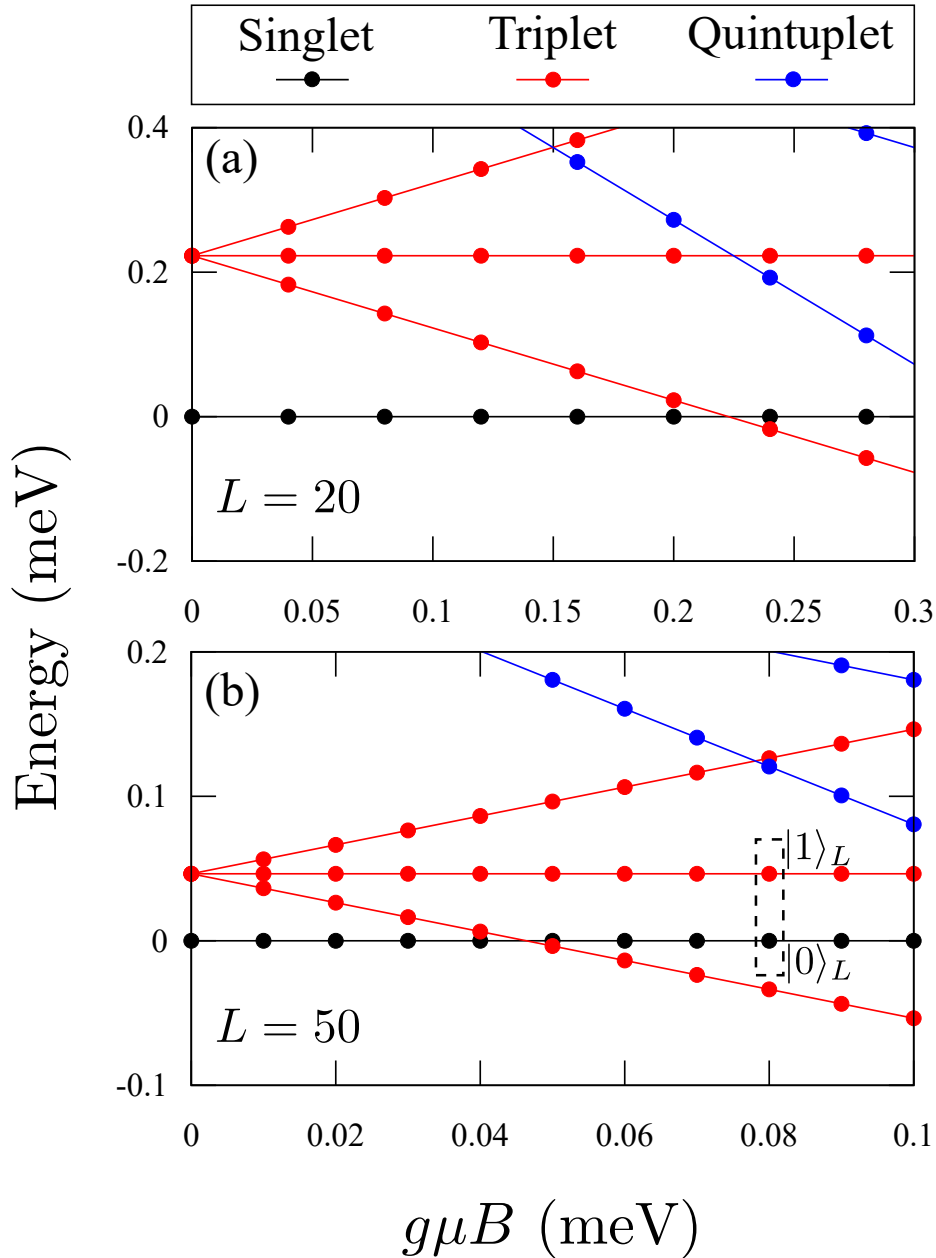 Singlet Triplet Quintuplet
Energy (meV)
(a)
0.4
0.2
0
-0.2
L = 20
0 0.05 0.1 0.15 0.2 0.25 0.3
(b)
0.2
0.1
0
-0.1
|1⟩L
|0⟩L
L = 50
0 0.02 0.04 0.06 0.08 0.1
gμB (meV)